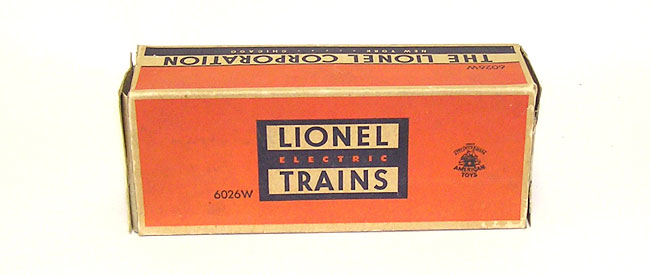 NEW YORK . . . . CHICAGO
THE LIONEL CORPORATION
6026W
LIONEL
ELECTRIC
TRAINS
6026W
AMERICAN
TOYS